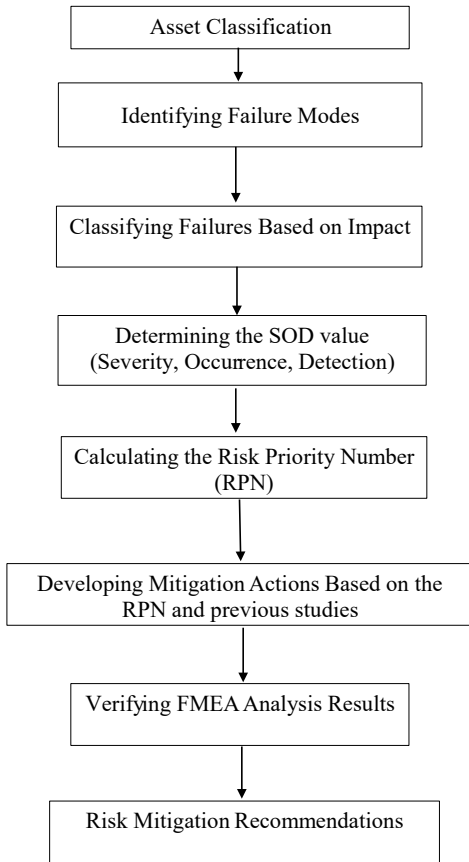 Asset Classification
Identifying Failure Modes
Classifying Failures Based on Impact
Determining the SOD value
(Severity, Occurrence, Detection)
Calculating the Risk Priority Number
(RPN)
Developing Mitigation Actions Based on the
RPN and previous studies
Verifying FMEA Analysis Results
Risk Mitigation Recommendations